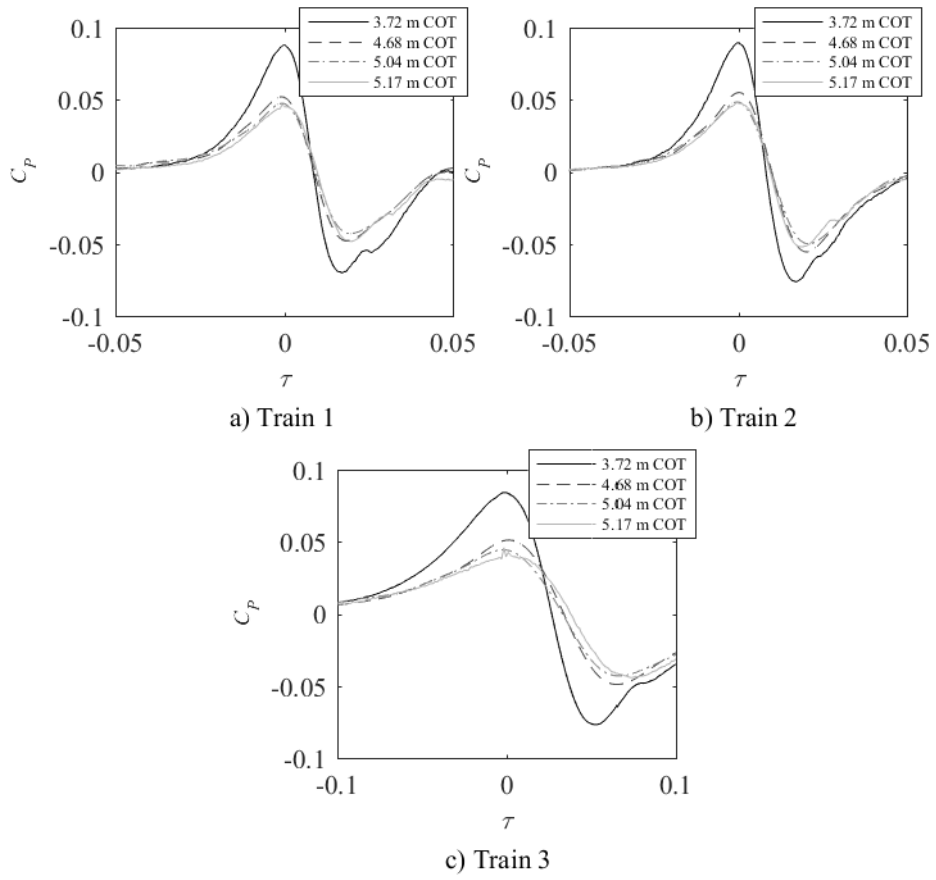 0.1
0.05
0
-0.05
-0.1
C_P
3.72 m COT
4.68 m COT
5.04 m COT
5.17 m COT
-0.05
0
0.05
τ
a) Train 1
0.1
0.05
0
-0.05
-0.1
C_P
3.72 m COT
4.68 m COT
5.04 m COT
5.17 m COT
-0.05
0
0.05
τ
b) Train 2
0.1
0.05
0
-0.05
-0.1
C_P
3.72 m COT
4.68 m COT
5.04 m COT
5.17 m COT
-0.1
0
0.1
τ
c) Train 3